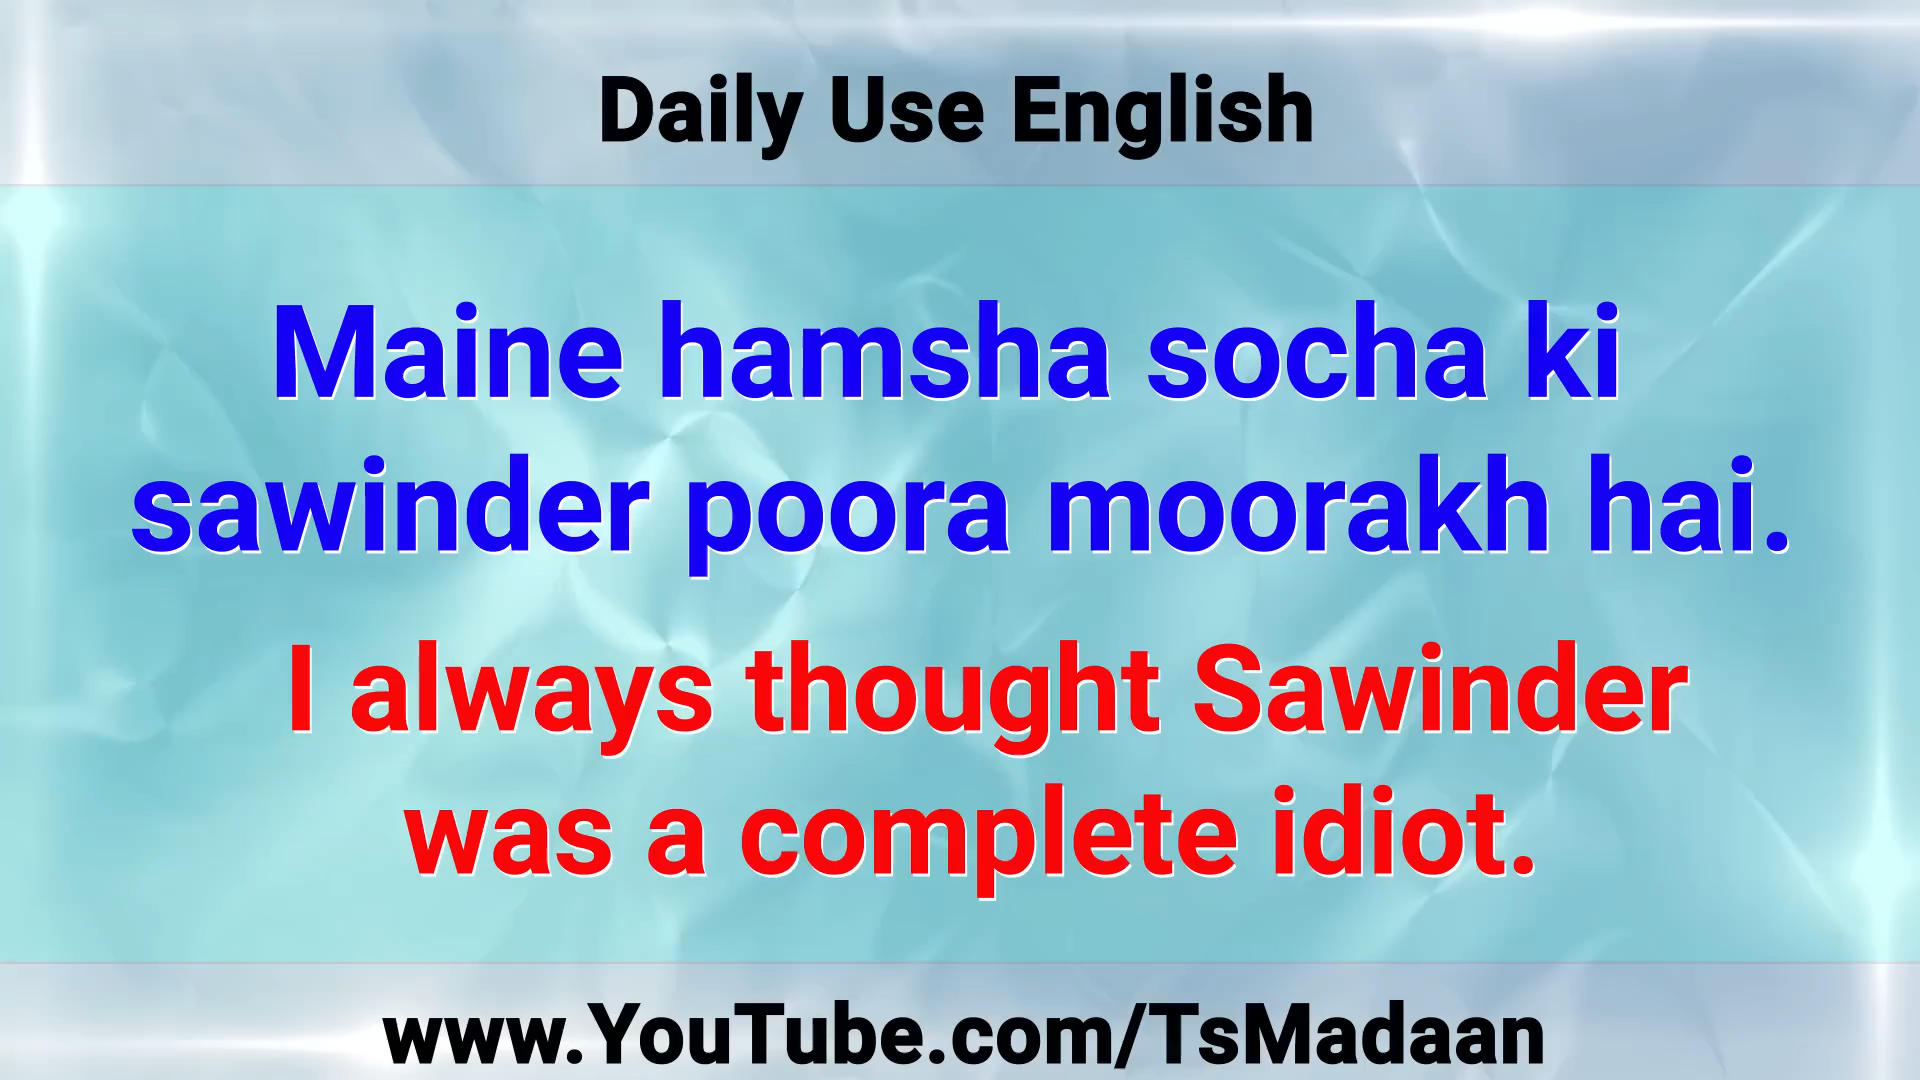 Daily Use English
Maine hamsha socha ki
sawinder poora moorakh hai.
I always thought Sawinder
was a complete idiot.
www.YouTube.com/TsMadaan